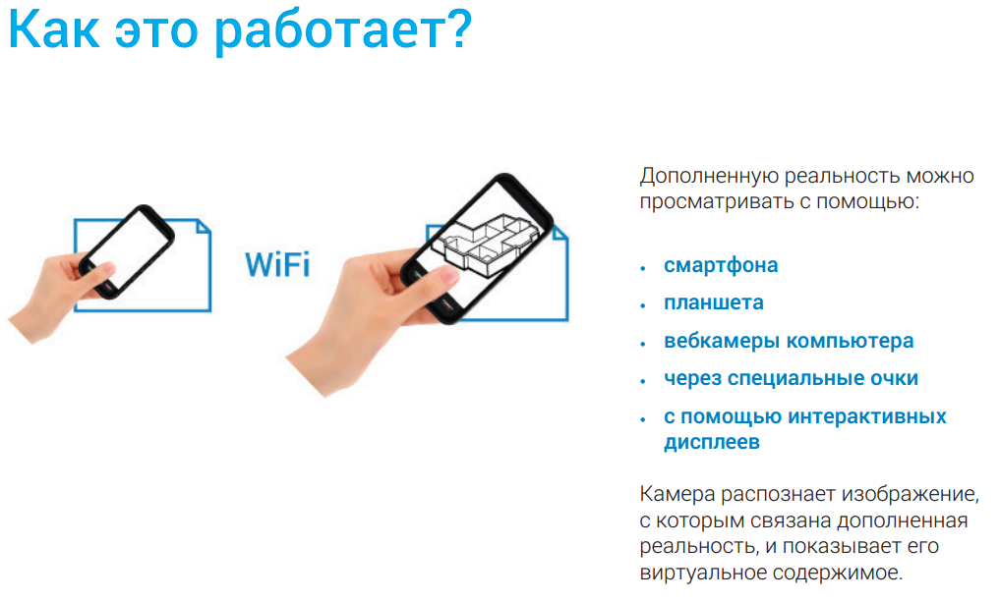 Как это работает?
WiFi
Дополненную реальность можно
просматривать с помощью:
• смартфона
• планшета
• вебкамеры компьютера
• через специальные очки
• с помощью интерактивных
дисплеев
Камера распознает изображение,
с которым связана дополненная
реальность, и показывает его
виртуальное содержимое.